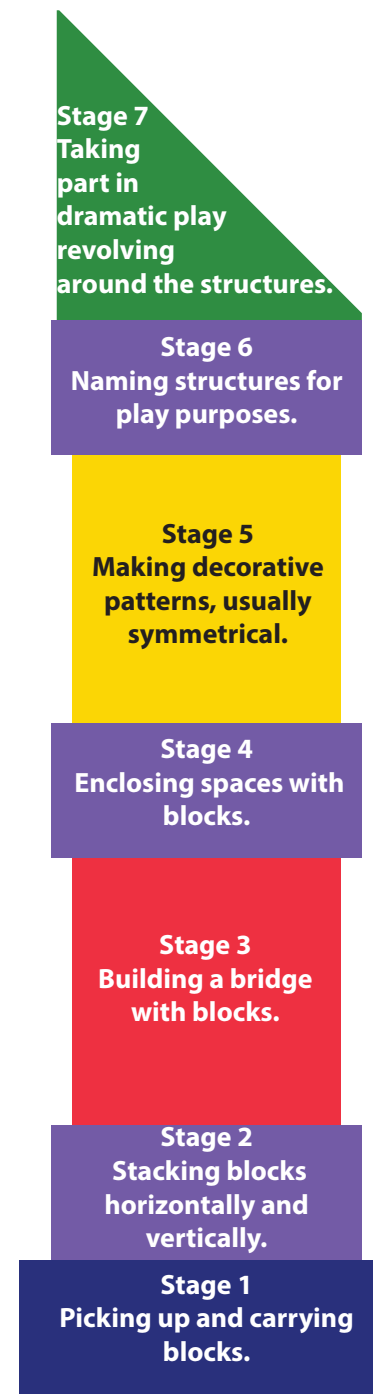 Stage 7
Taking
part in
dramatic play
revolving
around the structures.
Stage 6
Naming structures for
play purposes.
Stage 5
Making decorative
patterns, usually
symmetrical.
Stage 4
Enclosing spaces with
blocks.
Stage 3
Building a bridge
with blocks.
Stage 2
Stacking blocks
horizontally and
vertically.
Stage 1
Picking up and carrying
blocks.